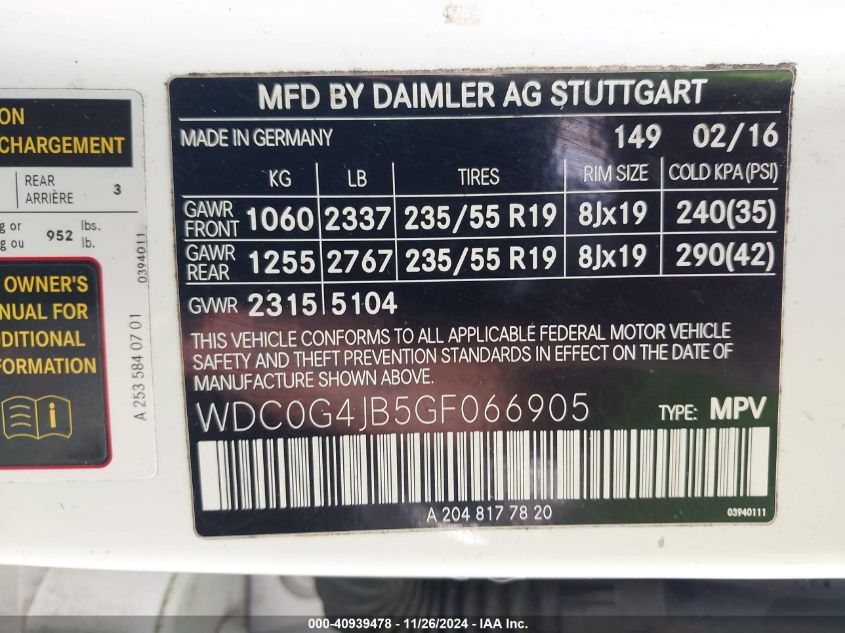 ON
CHARGEMENT
REAR
ARRIÈRE 3
g or
g ou 952 lbs.
lb.
0394011
OWNER'S
NUAL FOR
DDITIONAL
FORMATION
A 253 584 07 01
MFD BY DAIMLER AG STUTTGART
MADE IN GERMANY 149 02/16
KG LB TIRES RIM SIZE COLD KPA (PSI)
GAWR FRONT 1060 2337 235/55 R19 8Jx19 240(35)
GAWR REAR 1255 2767 235/55 R19 8Jx19 290(42)
GVWR 2315 5104
THIS VEHICLE CONFORMS TO ALL APPLICABLE FEDERAL MOTOR VEHICLE
SAFETY AND THEFT PREVENTION STANDARDS IN EFFECT ON THE DATE OF
MANUFACTURE SHOWN ABOVE.
WDC0G4JB5GF066905 TYPE: MPV
A 204 817 78 20 03940111
000-40939478 - 11/26/2024 - IAAI, Inc.